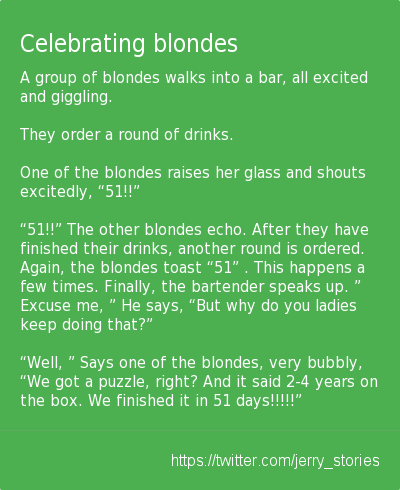 Celebrating blondes
A group of blondes walks into a bar, all excited
and giggling.
They order a round of drinks.
One of the blondes raises her glass and shouts
excitedly, “51!!”
“51!!” The other blondes echo. After they have
finished their drinks, another round is ordered.
Again, the blondes toast “51” . This happens a
few times. Finally, the bartender speaks up. ”
Excuse me, ” He says, “But why do you ladies
keep doing that?”
“Well, ” Says one of the blondes, very bubbly,
“We got a puzzle, right? And it said 2-4 years on
the box. We finished it in 51 days!!!!!”
https://twitter.com/jerry_stories